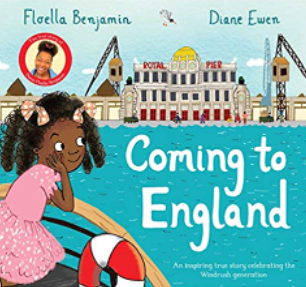 Floella Benjamin Diane Ewen
ROYAL PIER
Coming to
England
An inspiring true story celebrating the
Windrush generation